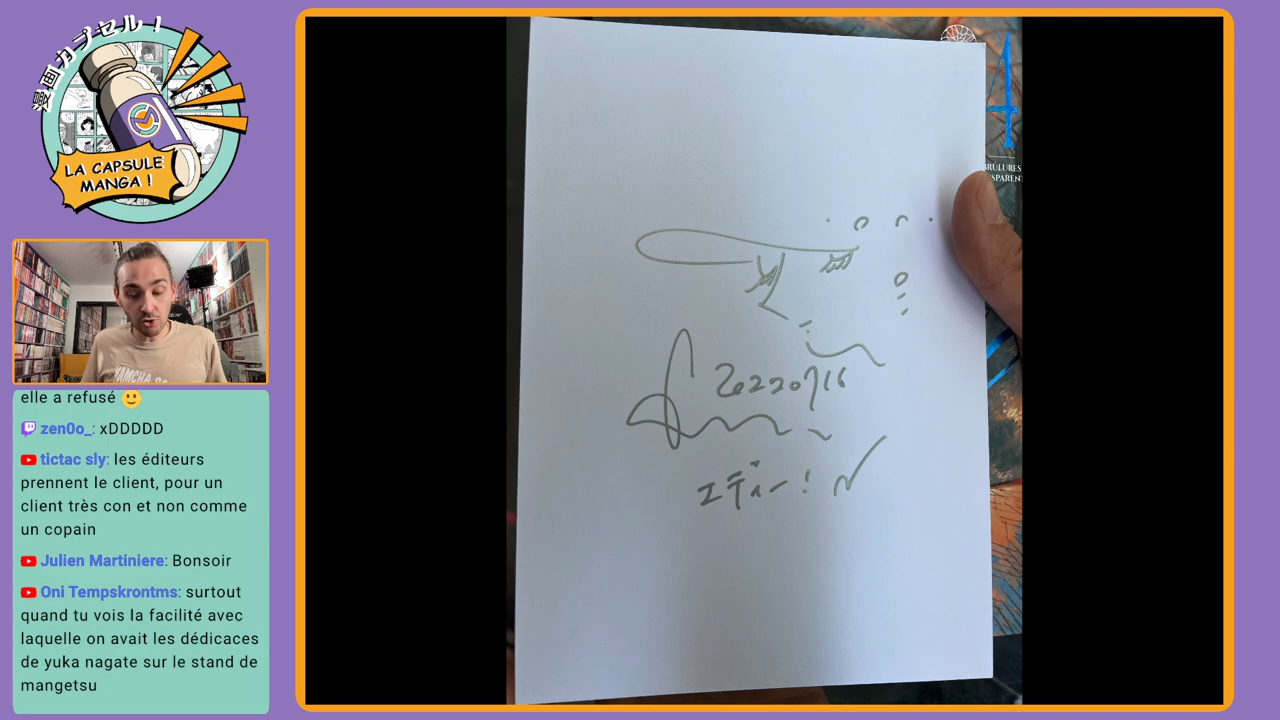 漫画カプセル!
LA CAPSULE
MANGA !
4
BRÛLURES
SPAREN
20220716
エディー!
elle a refusé 🙂
zen0o_: xDDDDD
tictac sly: les éditeurs
prennent le client, pour un
client très con et non comme
un copain
Julien Martiniere: Bonsoir
Oni Tempskrontms: surtout
quand tu vois la facilité avec
laquelle on avait les dédicaces
de yuka nagate sur le stand de
mangetsu